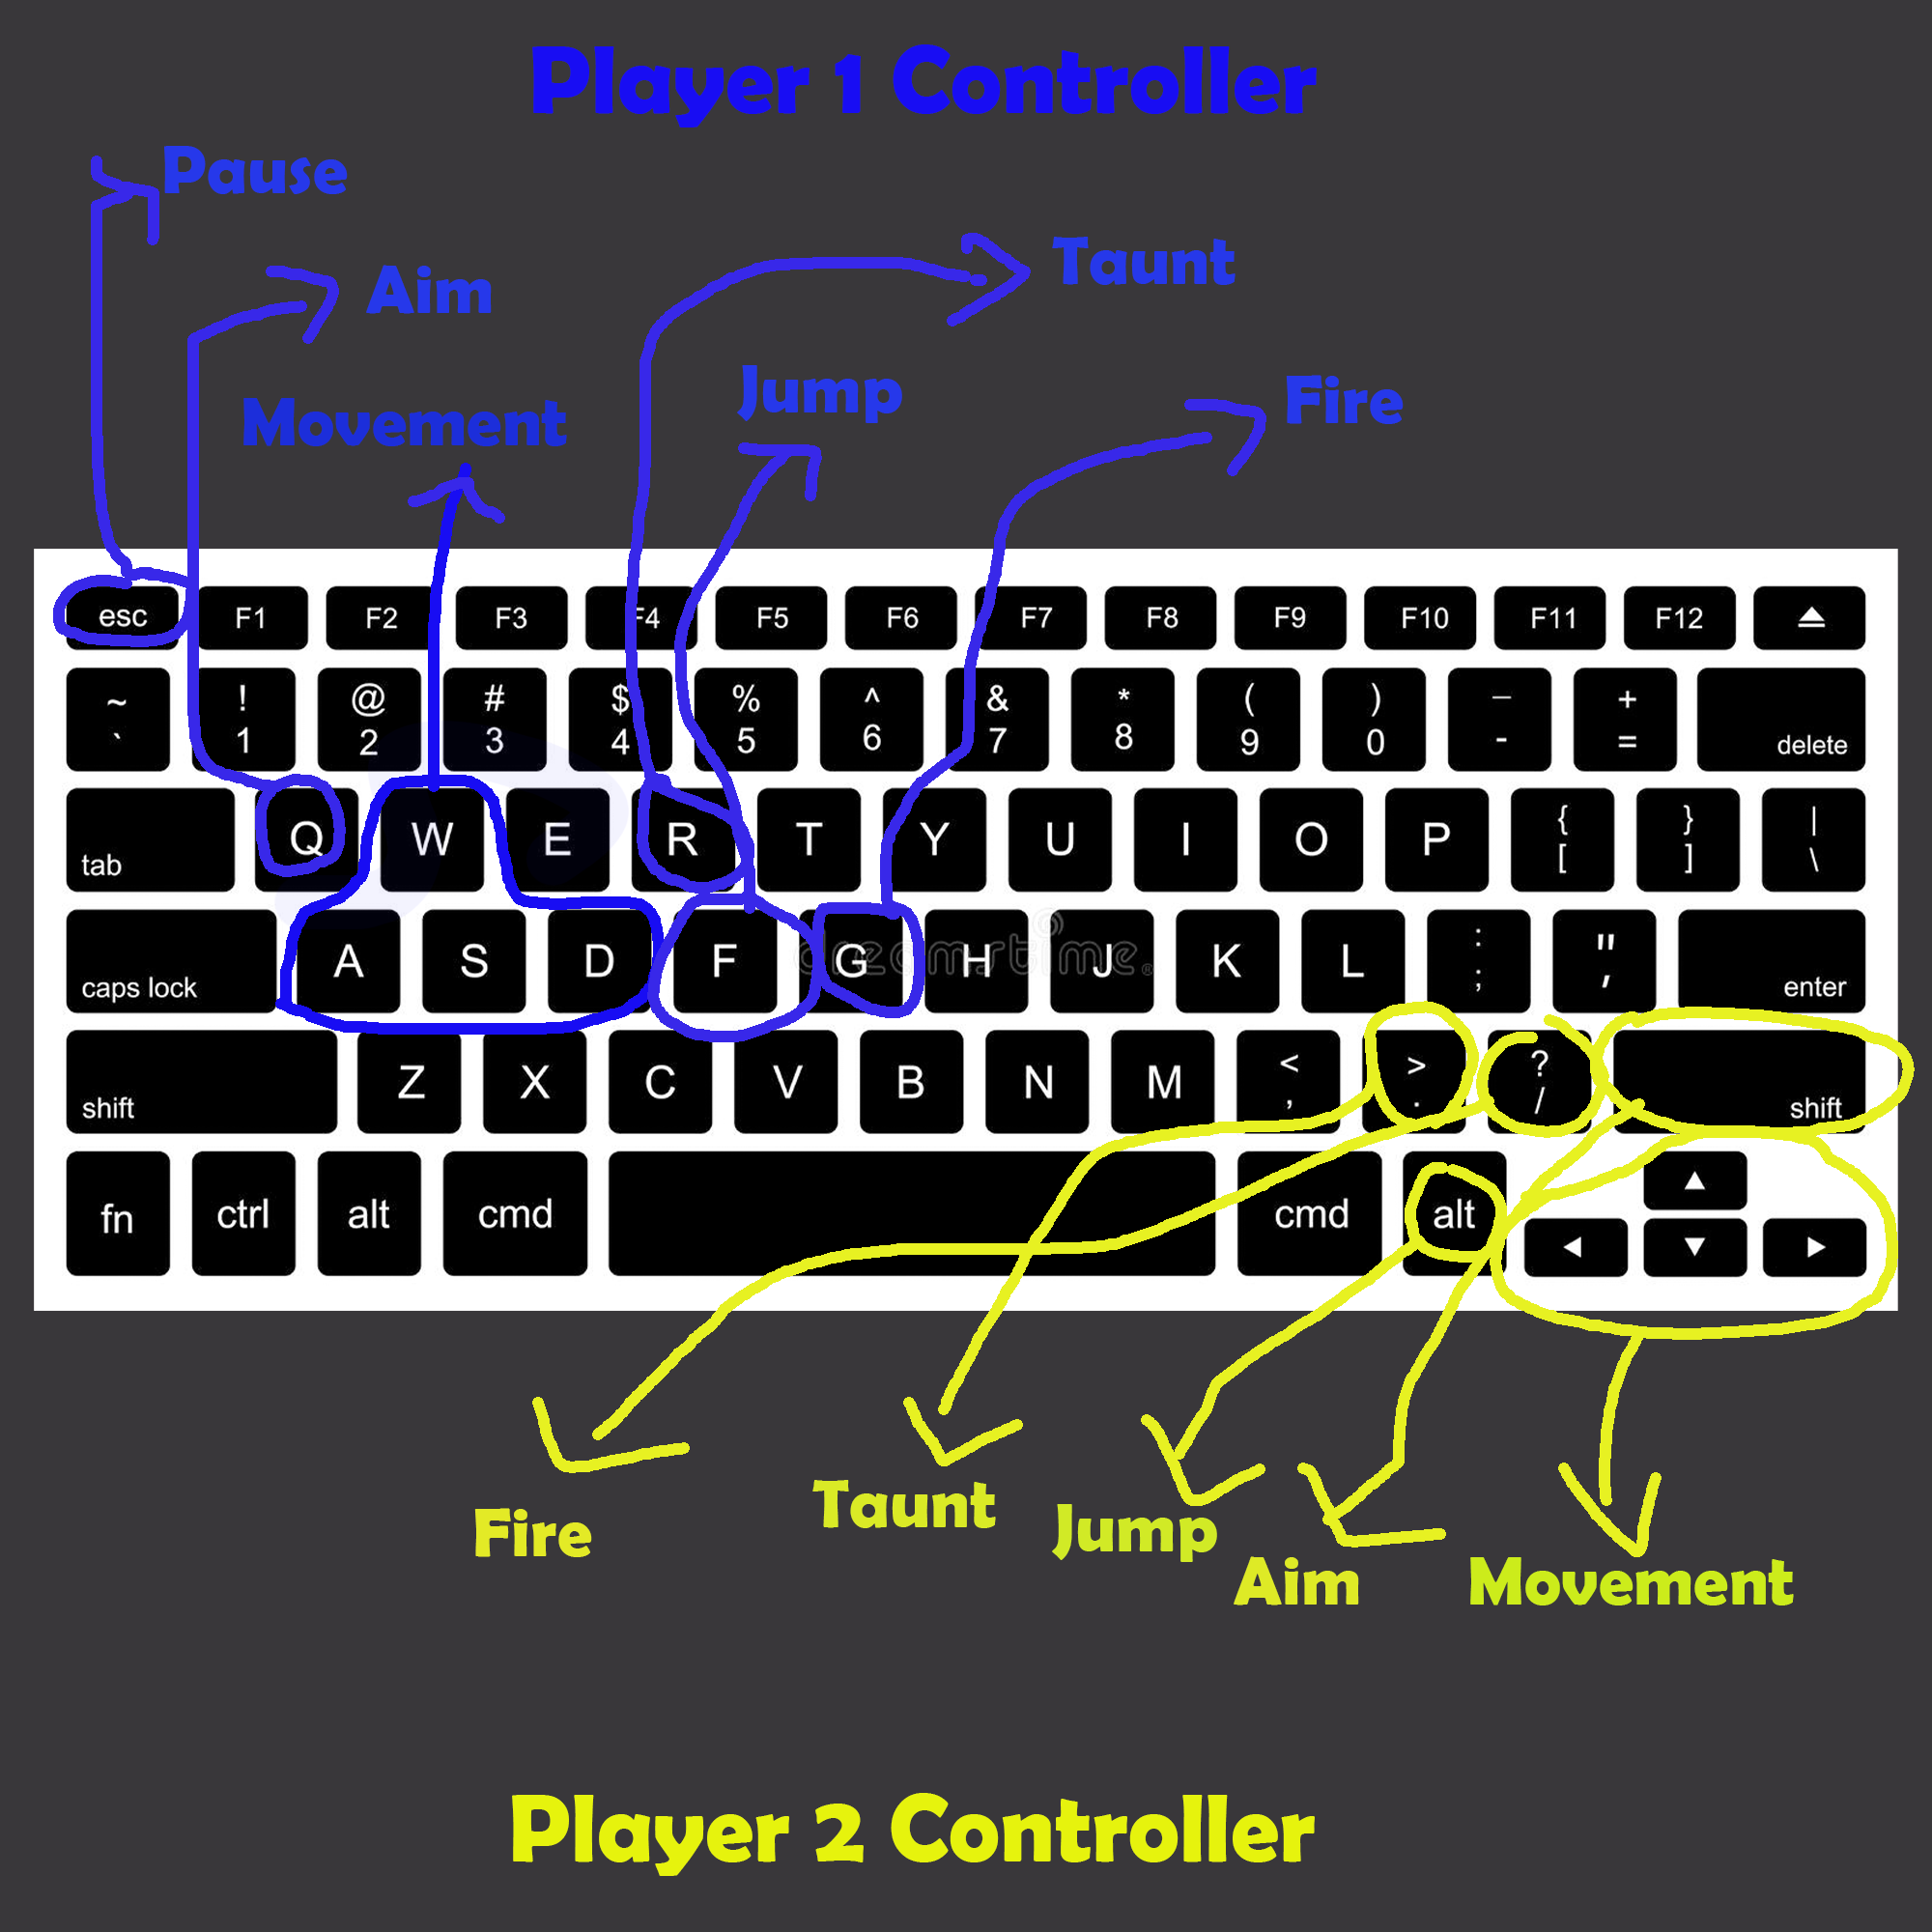 Player 1 Controller
Pause
Taunt
Aim
Jump
Fire
Movement
esc F1 F2 F3 F4 F5 F6 F7 F8 F9 F10 F11 F12
~ ! @ # $ % ^ & * ( ) _ +
` 1 2 3 4 5 6 7 8 9 0 - = delete
tab Q W E R T Y U I O P { [ } ] | \
caps lock A S D F G H J K L : ; " ' enter
dreamstime
shift Z X C V B N M < , > . ? / shift
fn ctrl alt cmd cmd alt
Fire
Taunt
Jump
Aim
Movement
Player 2 Controller